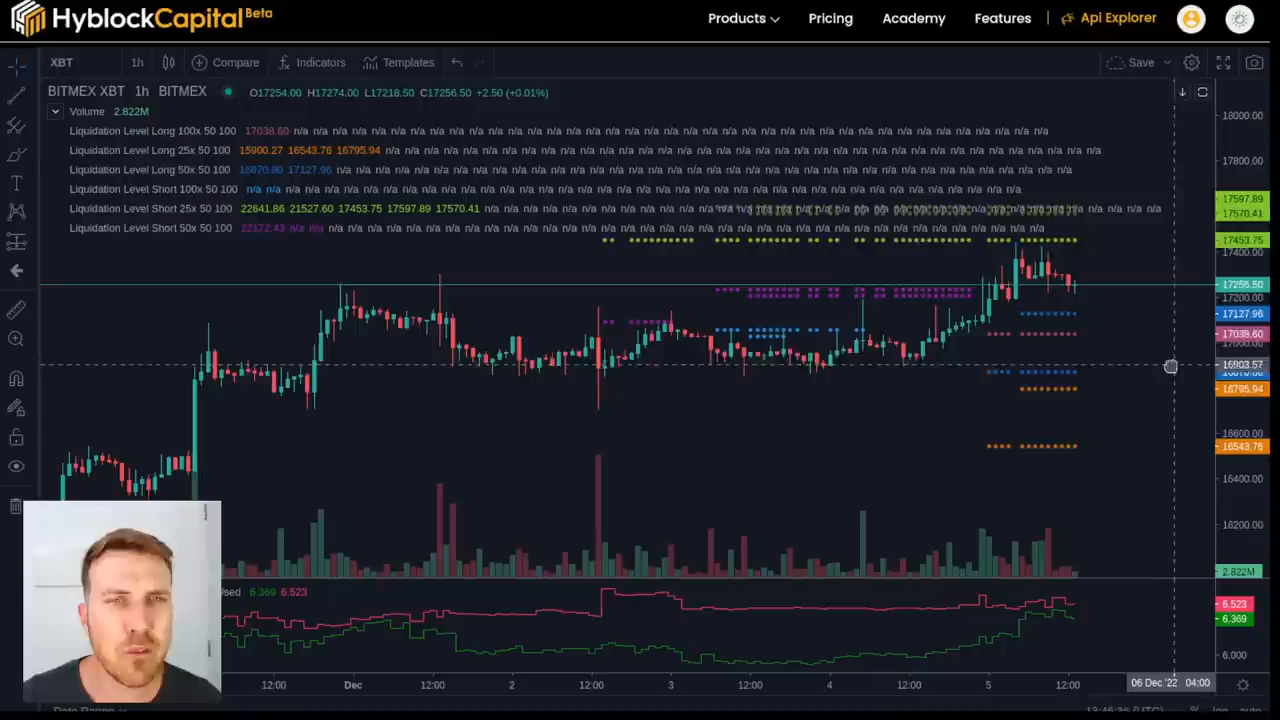 HyblockCapital Beta
Products Pricing Academy Features Api Explorer
XBT 1h Compare Indicators Templates Save
BITMEX XBT 1h BITMEX O17254.00 H17274.00 L17218.50 C17256.50 +2.50 (+0.01%)
Volume 2.822M
Liquidation Level Long 100x 50 100 17038.60 n/a n/a n/a n/a n/a n/a n/a n/a n/a n/a n/a n/a n/a n/a n/a n/a n/a n/a n/a n/a n/a n/a n/a n/a n/a n/a n/a n/a n/a n/a n/a n/a n/a n/a n/a n/a n/a n/a
Liquidation Level Long 25x 50 100 15900.27 16543.76 16795.94 n/a n/a n/a n/a n/a n/a n/a n/a n/a n/a n/a n/a n/a n/a n/a n/a n/a n/a n/a n/a n/a n/a n/a n/a n/a n/a n/a n/a n/a n/a n/a n/a n/a n/a n/a n/a
Liquidation Level Long 50x 50 100 16870.80 17127.96 n/a n/a n/a n/a n/a n/a n/a n/a n/a n/a n/a n/a n/a n/a n/a n/a n/a n/a n/a n/a n/a n/a n/a n/a n/a n/a n/a n/a n/a n/a n/a n/a n/a n/a n/a n/a n/a
Liquidation Level Short 100x 50 100 n/a n/a n/a n/a n/a n/a n/a n/a n/a n/a n/a n/a n/a n/a n/a n/a n/a n/a n/a n/a n/a n/a n/a n/a n/a n/a n/a n/a n/a n/a n/a n/a n/a n/a n/a n/a n/a n/a n/a
Liquidation Level Short 25x 50 100 22641.86 21527.60 17453.75 17597.89 17570.41 n/a n/a n/a n/a n/a n/a n/a n/a n/a n/a n/a n/a n/a n/a n/a n/a n/a n/a n/a n/a n/a n/a n/a n/a n/a n/a n/a n/a n/a n/a n/a n/a n/a n/a
Liquidation Level Short 50x 50 100 22172.43 n/a n/a n/a n/a n/a n/a n/a n/a n/a n/a n/a n/a n/a n/a n/a n/a n/a n/a n/a n/a n/a n/a n/a n/a n/a n/a n/a n/a n/a n/a n/a n/a n/a n/a n/a
18000.00
17800.00
17597.89
17570.41
17453.75
17400.00
17256.50
17200.00
17127.96
17038.60
16903.57
16795.94
16600.00
16543.76
16400.00
16200.00
2.822M
6.369 6.523
6.523
6.369
6.000
12:00 Dec 12:00 2 12:00 3 12:00 4 12:00 5 12:00 06 Dec '22 04:00